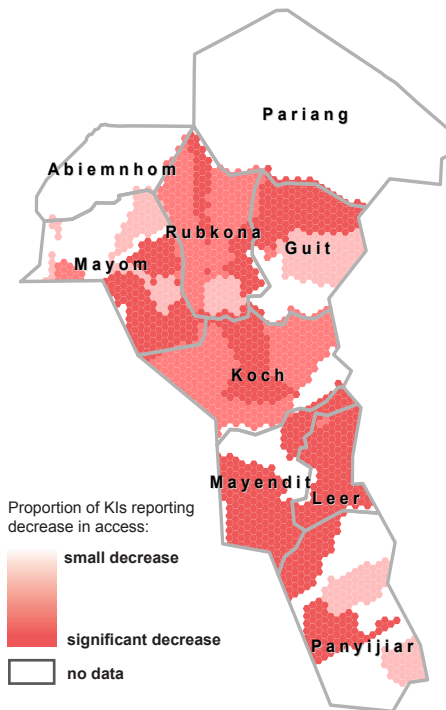 Pariang
Abiemnhom
Rubkona
Guit
Mayom
Koch
Mayendit
Leer
Proportion of KIs reporting
decrease in access:
small decrease
significant decrease
Panyijiar
no data